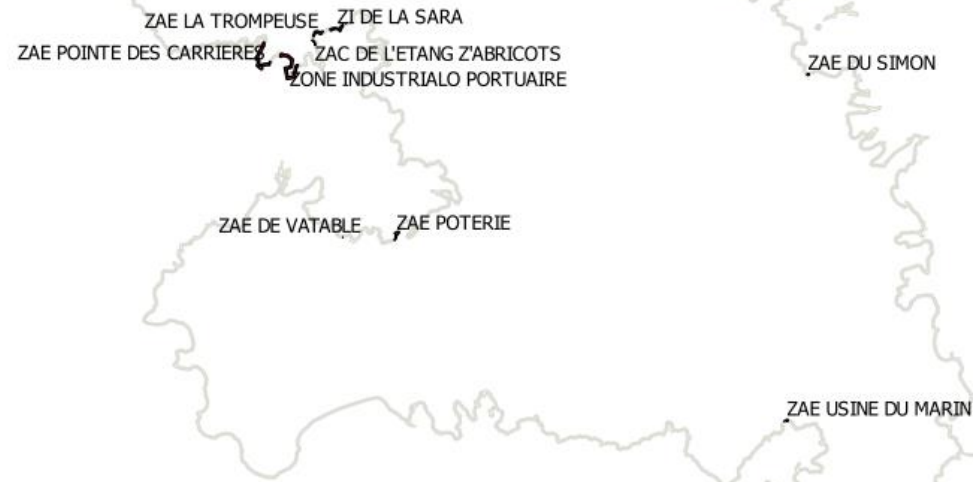 ZAE LA TROMPEUSE
ZI DE LA SARA
ZAE POINTE DES CARRIERES
ZAC DE L'ETANG Z'ABRICOTS
ZONE INDUSTRIALO PORTUAIRE
ZAE DU SIMON
ZAE DE VATABLE
ZAE POTERIE
ZAE USINE DU MARIN